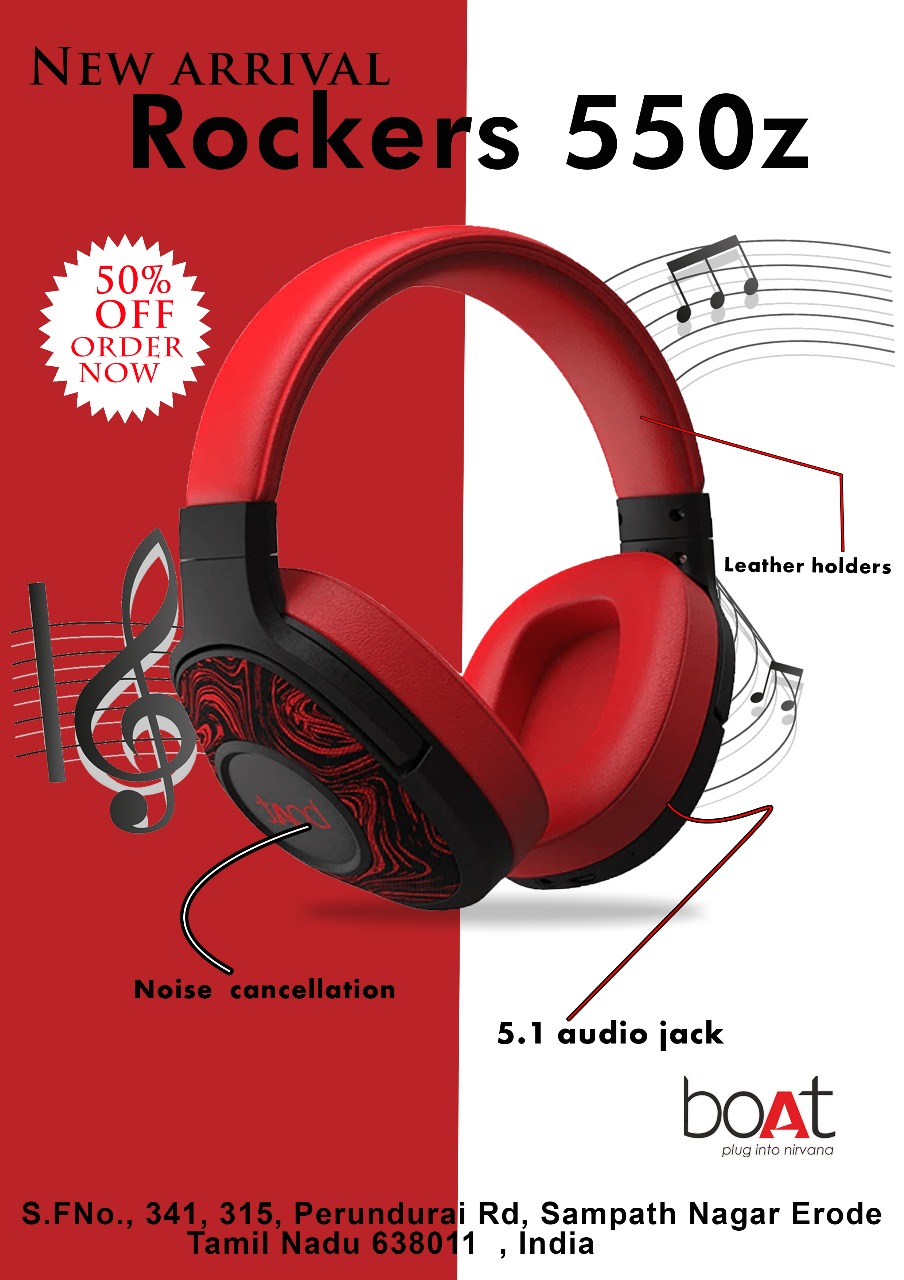 NEW ARRIVAL
Rockers 550z
50%
OFF
ORDER
NOW
Leather holders
boAt
Noise cancellation
5.1 audio jack
boAt
plug into nirvana
S.FNo., 341, 315, Perundurai Rd, Sampath Nagar Erode
Tamil Nadu 638011 , India